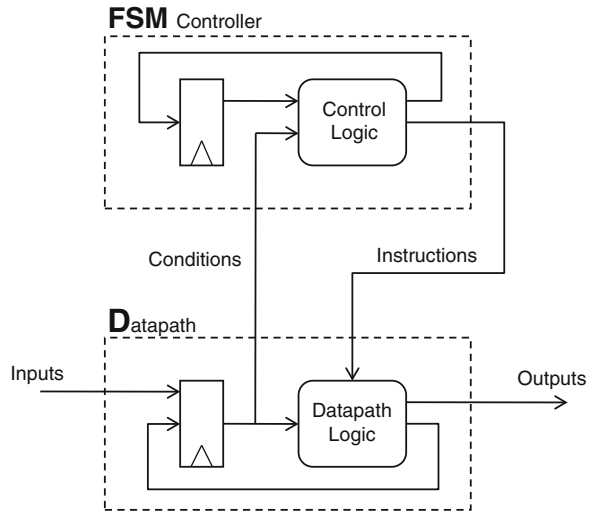 FSM Controller
Control
Logic
Conditions
Instructions
Datapath
Inputs
Outputs
Datapath
Logic